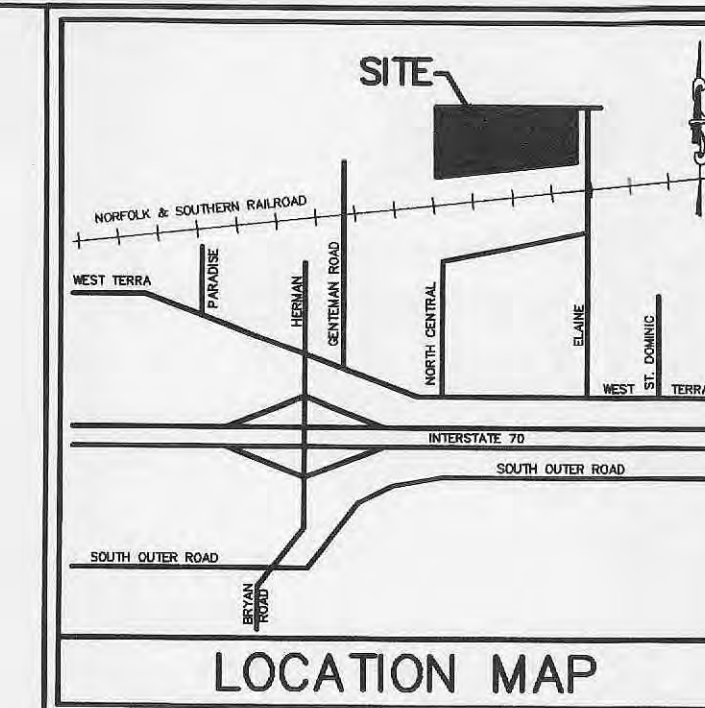 SITE
NORFOLK & SOUTHERN RAILROAD
WEST TERRA
PARADISE
HERMAN
GENTEMAN ROAD
NORTH CENTRAL
ELAINE
ST. DOMINIC
WEST TERRA
INTERSTATE 70
SOUTH OUTER ROAD
SOUTH OUTER ROAD
BRYAN
ROAD
LOCATION MAP